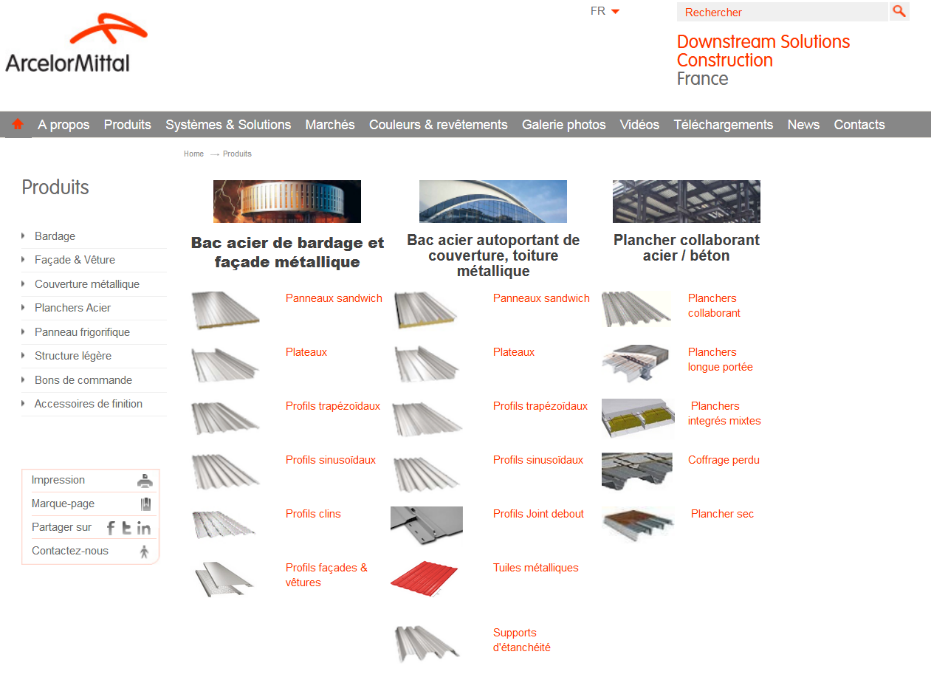 ArcelorMittal
FR
Rechercher
Downstream Solutions
Construction
France
A propos Produits Systèmes & Solutions Marchés Couleurs & revêtements Galerie photos Vidéos Téléchargements News Contacts
Home → Produits
Produits
Bardage
Façade & Vêture
Couverture métallique
Planchers Acier
Panneau frigorifique
Structure légère
Bons de commande
Accessoires de finition
Impression
Marque-page
Partager sur
Contactez-nous
Bac acier de bardage et
façade métallique
Panneaux sandwich
Plateaux
Profils trapézoïdaux
Profils sinusoïdaux
Profils clins
Profils façades &
vêtures
Bac acier autoportant de
couverture, toiture
métallique
Panneaux sandwich
Plateaux
Profils trapézoïdaux
Profils sinusoïdaux
Profils Joint debout
Tuiles métalliques
Supports
d'étanchéité
Plancher collaborant
acier / béton
Planchers
collaborant
Planchers
longue portée
Planchers
integrés mixtes
Coffrage perdu
Plancher sec